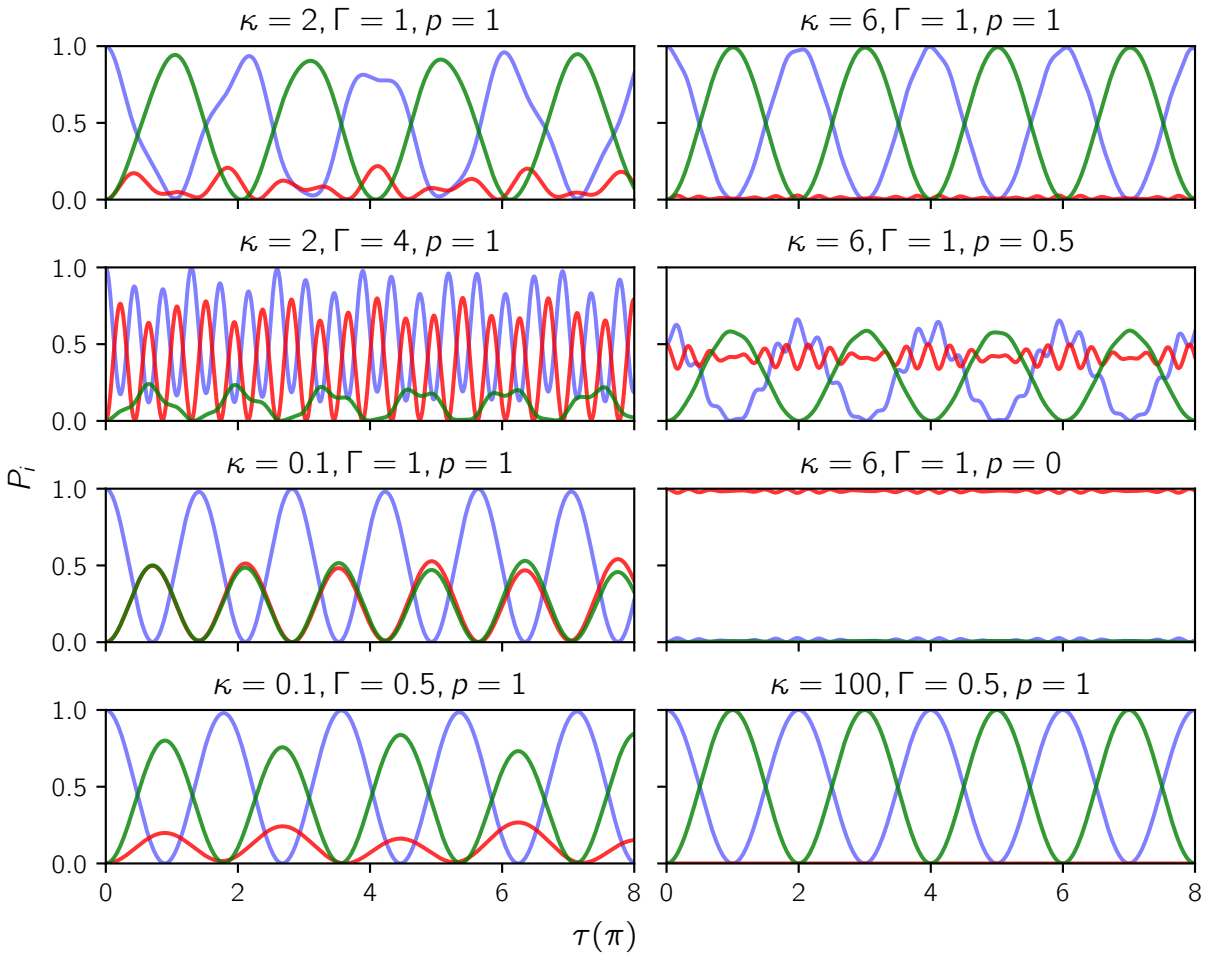 κ = 2, Γ = 1, p = 1
κ = 6, Γ = 1, p = 1
1.0
0.5
0.0
κ = 2, Γ = 4, p = 1
κ = 6, Γ = 1, p = 0.5
1.0
0.5
0.0
κ = 0.1, Γ = 1, p = 1
κ = 6, Γ = 1, p = 0
P_i
1.0
0.5
0.0
κ = 0.1, Γ = 0.5, p = 1
κ = 100, Γ = 0.5, p = 1
1.0
0.5
0.0
0 2 4 6 8
0 2 4 6 8
τ(π)